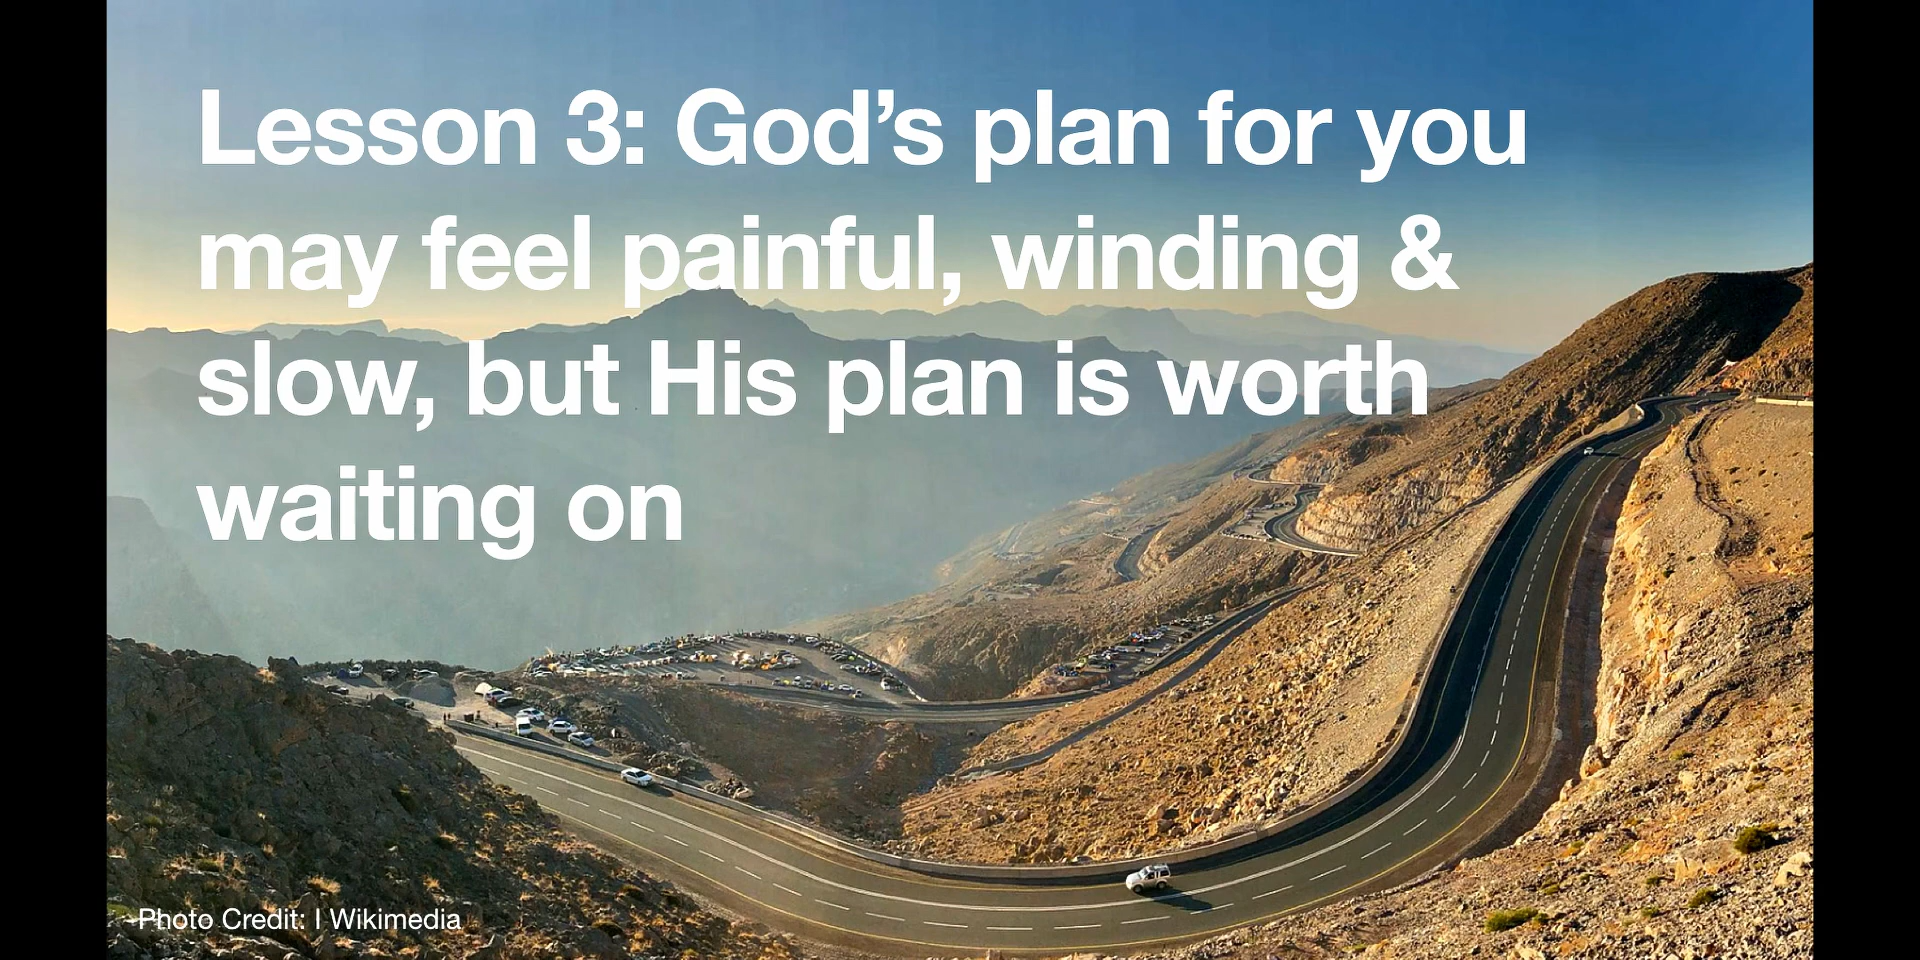 Lesson 3: God’s plan for you
may feel painful, winding &
slow, but His plan is worth
waiting on
Photo Credit: I Wikimedia